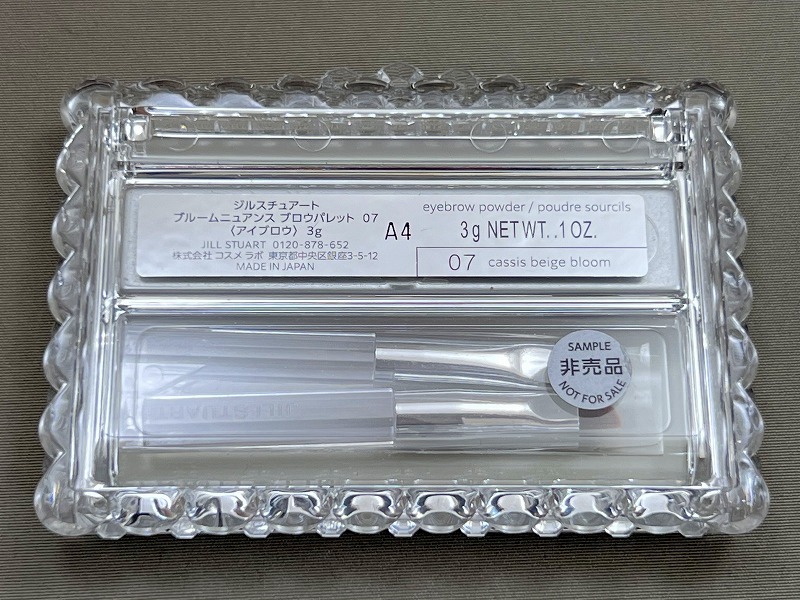 ジルスチュアート
ブルームニュアンス ブロウパレット 07
〈アイブロウ〉 3g
JILL STUART 0120-878-652
株式会社 コスメ ラボ 東京都中央区銀座3-5-12
MADE IN JAPAN
A4
eyebrow powder / poudre sourcils
3g NET WT. .1 OZ.
07 cassis beige bloom
SAMPLE
非売品
NOT FOR SALE
JILL STUART